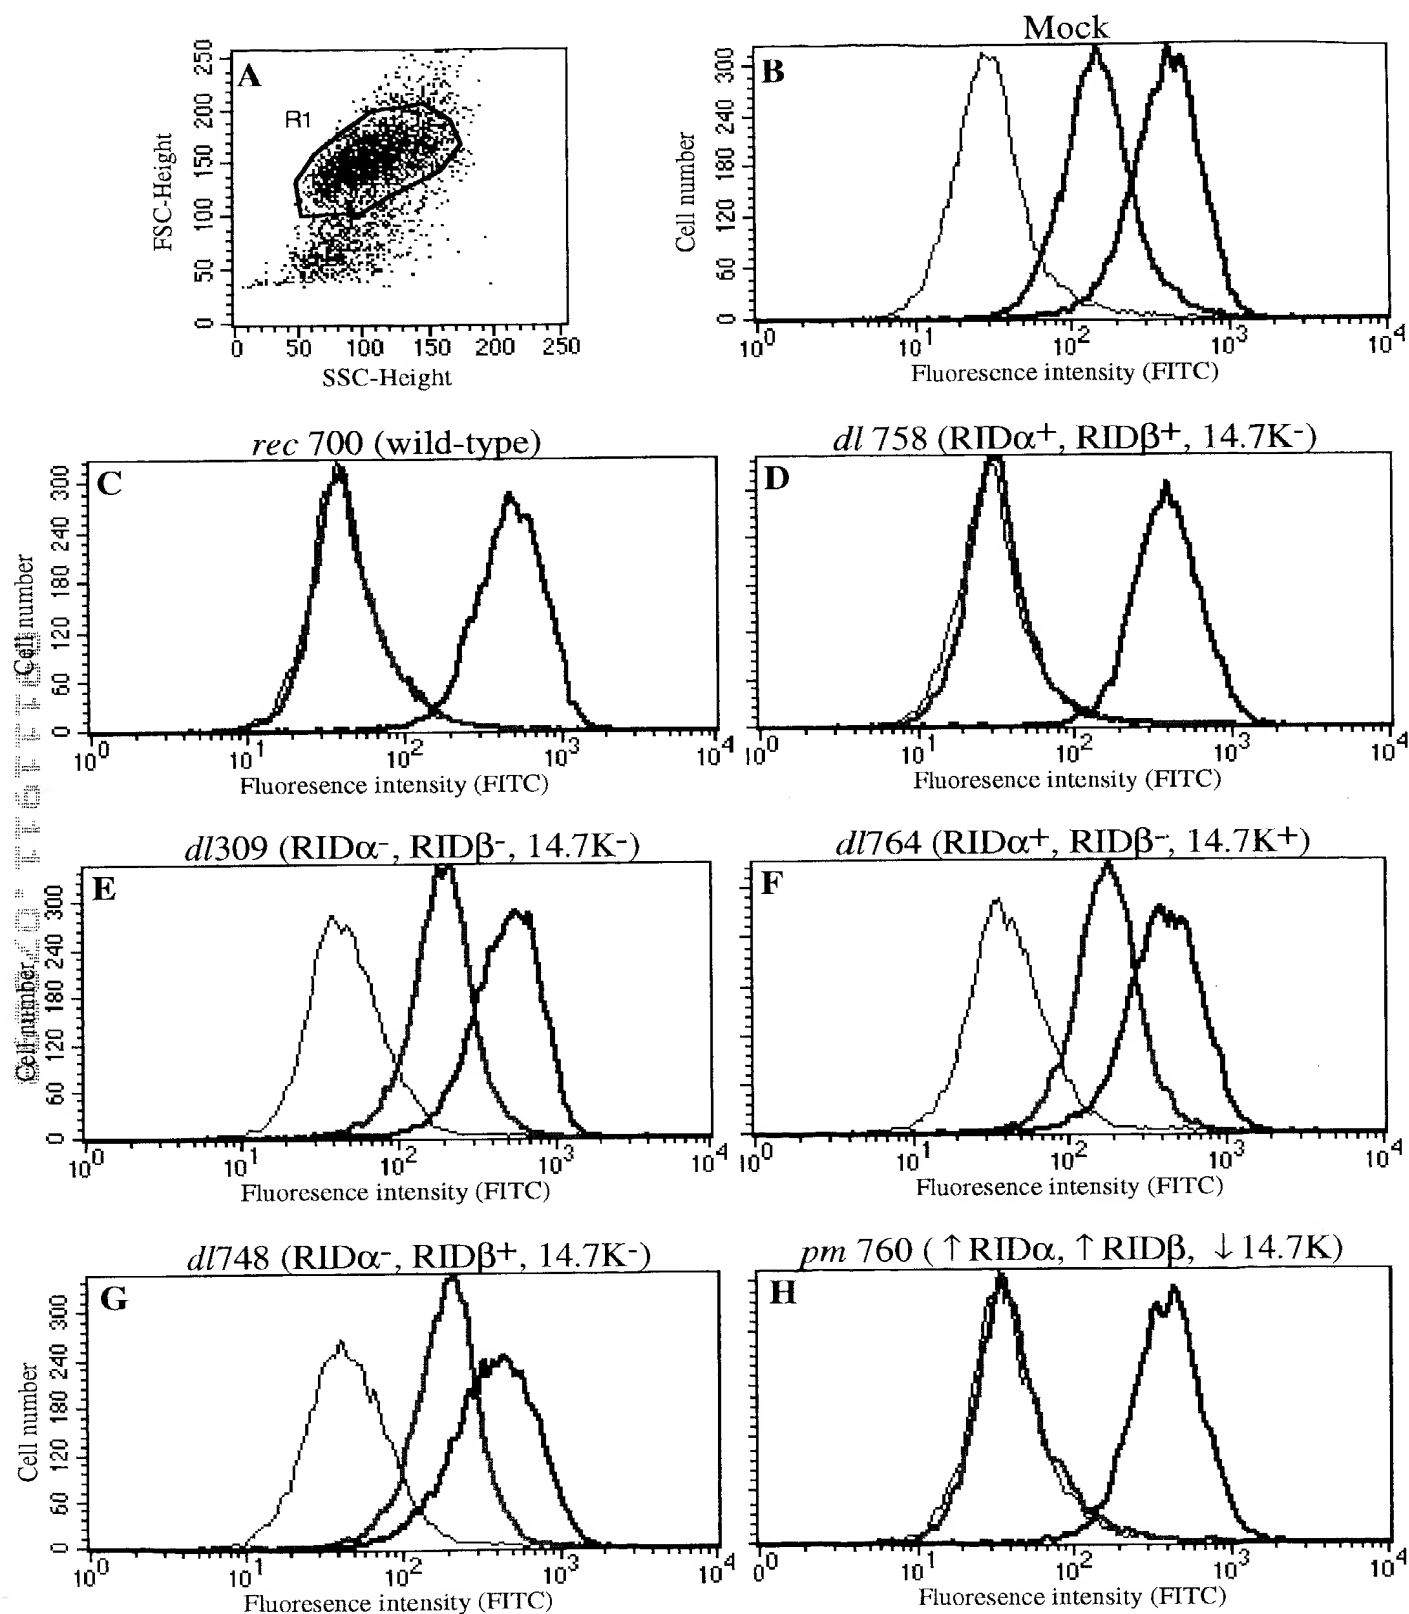 Mock
A
R1
FSC-Height
250
200
150
100
50
0
0 50 100 150 200 250
SSC-Height
B
Cell number
300
240
180
120
60
0
10^0 10^1 10^2 10^3 10^4
Fluoresence intensity (FITC)
rec 700 (wild-type)
C
Cell number
300
240
180
120
60
0
10^0 10^1 10^2 10^3 10^4
Fluoresence intensity (FITC)
dl 758 (RIDα+, RIDβ+, 14.7K-)
D
10^0 10^1 10^2 10^3 10^4
Fluoresence intensity (FITC)
dl309 (RIDα-, RIDβ-, 14.7K-)
E
Cell number
300
240
180
120
60
0
10^0 10^1 10^2 10^3 10^4
Fluoresence intensity (FITC)
dl764 (RIDα+, RIDβ-, 14.7K+)
F
10^0 10^1 10^2 10^3 10^4
Fluoresence intensity (FITC)
dl748 (RIDα-, RIDβ+, 14.7K-)
G
Cell number
300
240
180
120
60
0
10^0 10^1 10^2 10^3 10^4
Fluoresence intensity (FITC)
pm 760 (↑RIDα, ↑RIDβ, ↓14.7K)
H
10^0 10^1 10^2 10^3 10^4
Fluoresence intensity (FITC)